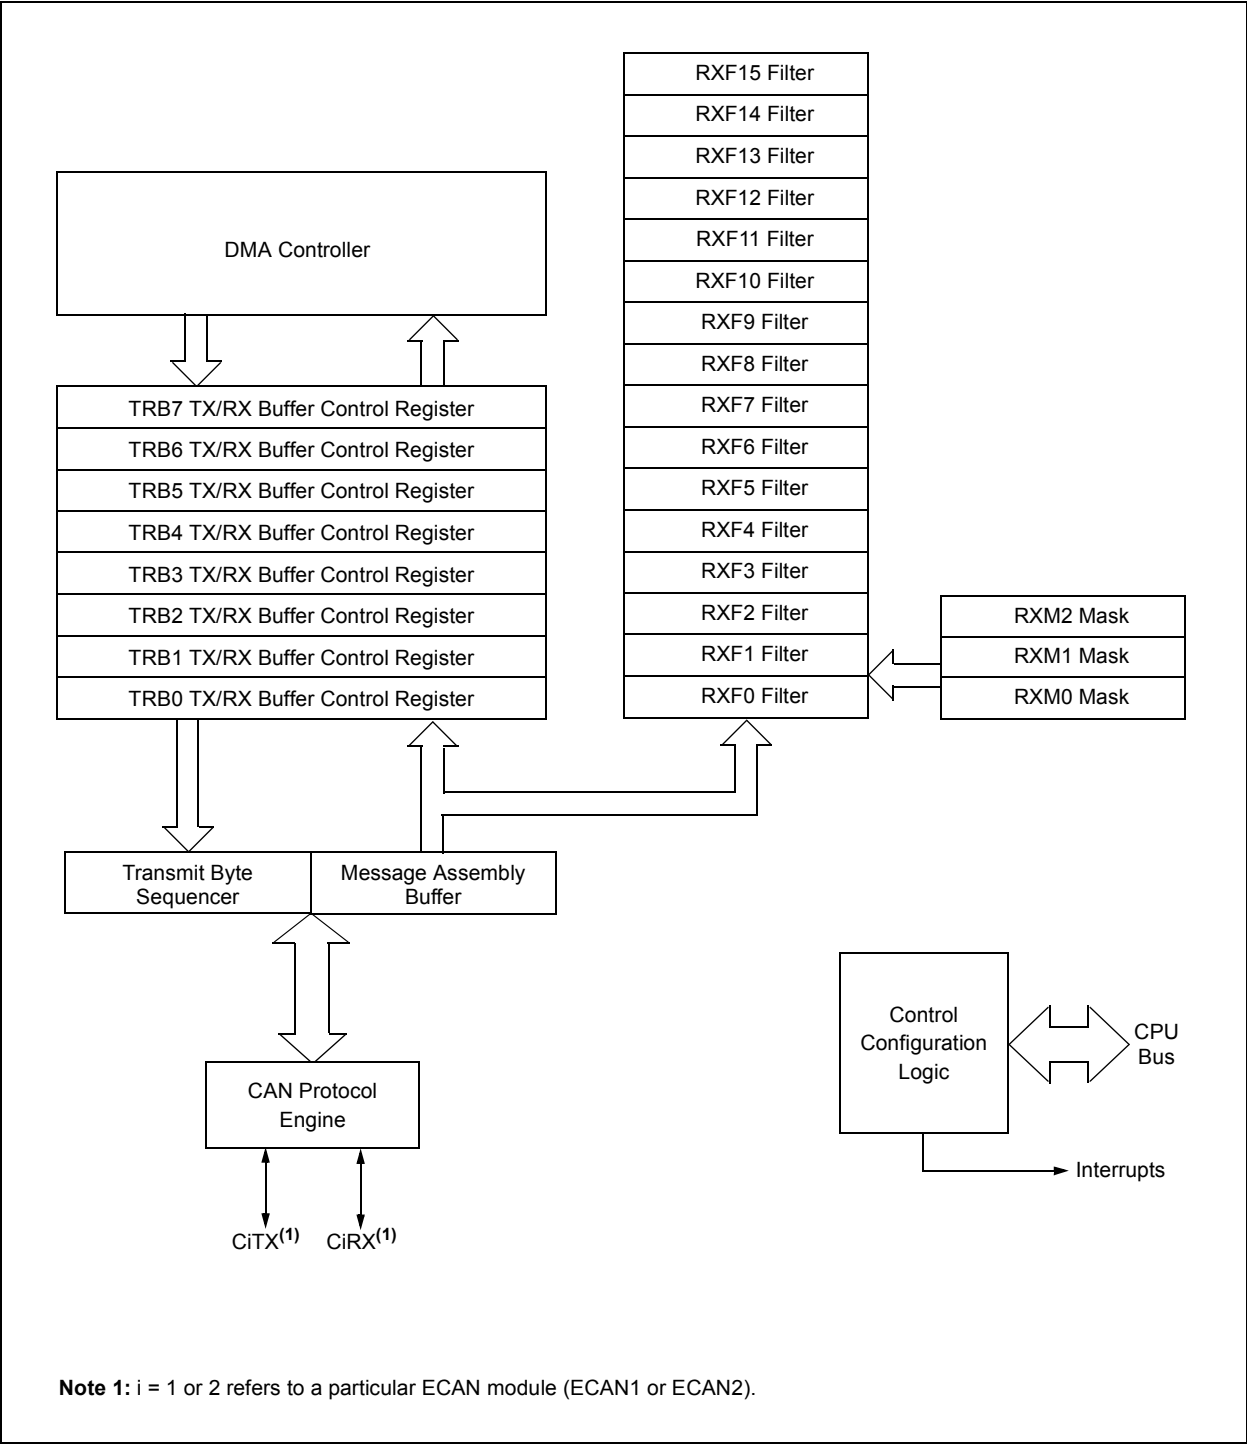 RXF15 Filter
RXF14 Filter
RXF13 Filter
RXF12 Filter
RXF11 Filter
RXF10 Filter
RXF9 Filter
RXF8 Filter
RXF7 Filter
RXF6 Filter
RXF5 Filter
RXF4 Filter
RXF3 Filter
RXF2 Filter
RXF1 Filter
RXF0 Filter
DMA Controller
TRB7 TX/RX Buffer Control Register
TRB6 TX/RX Buffer Control Register
TRB5 TX/RX Buffer Control Register
TRB4 TX/RX Buffer Control Register
TRB3 TX/RX Buffer Control Register
TRB2 TX/RX Buffer Control Register
TRB1 TX/RX Buffer Control Register
TRB0 TX/RX Buffer Control Register
RXM2 Mask
RXM1 Mask
RXM0 Mask
Transmit Byte
Sequencer
Message Assembly
Buffer
CAN Protocol
Engine
CiTX(1)
CiRX(1)
Control
Configuration
Logic
CPU
Bus
Interrupts
Note 1: i = 1 or 2 refers to a particular ECAN module (ECAN1 or ECAN2).